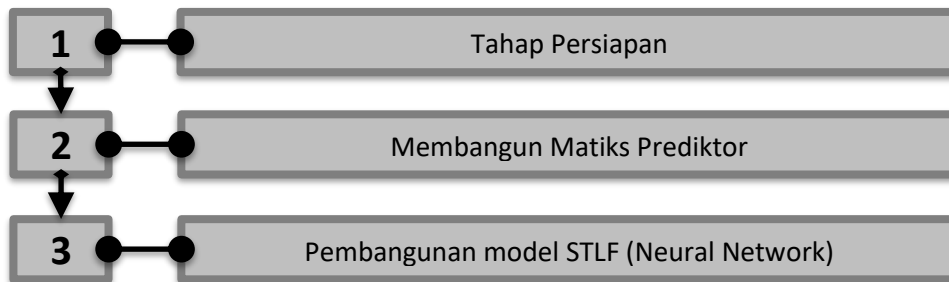 1 Tahap Persiapan
2 Membangun Matiks Prediktor
3 Pembangunan model STLF (Neural Network)